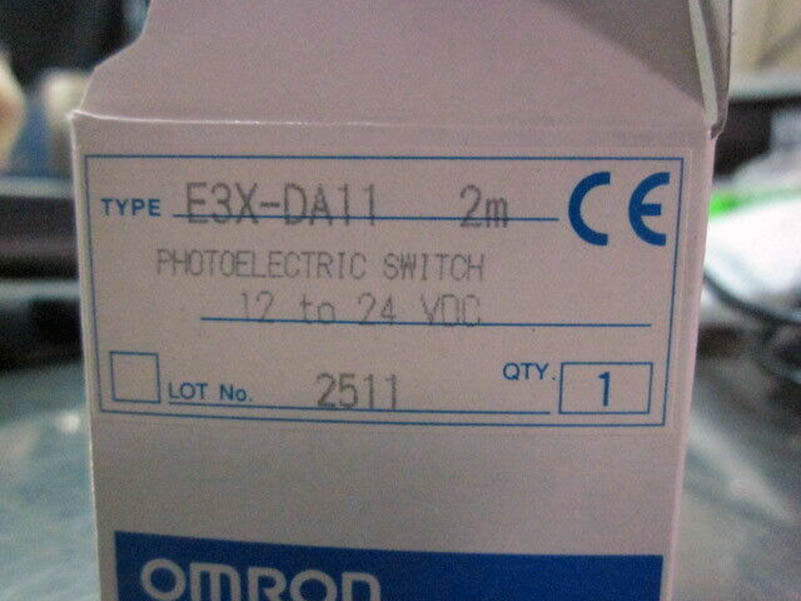 TYPE E3X-DA11 2m CE
PHOTOELECTRIC SWITCH
12 to 24 VDC
LOT No. 2511 QTY. 1
OMRON